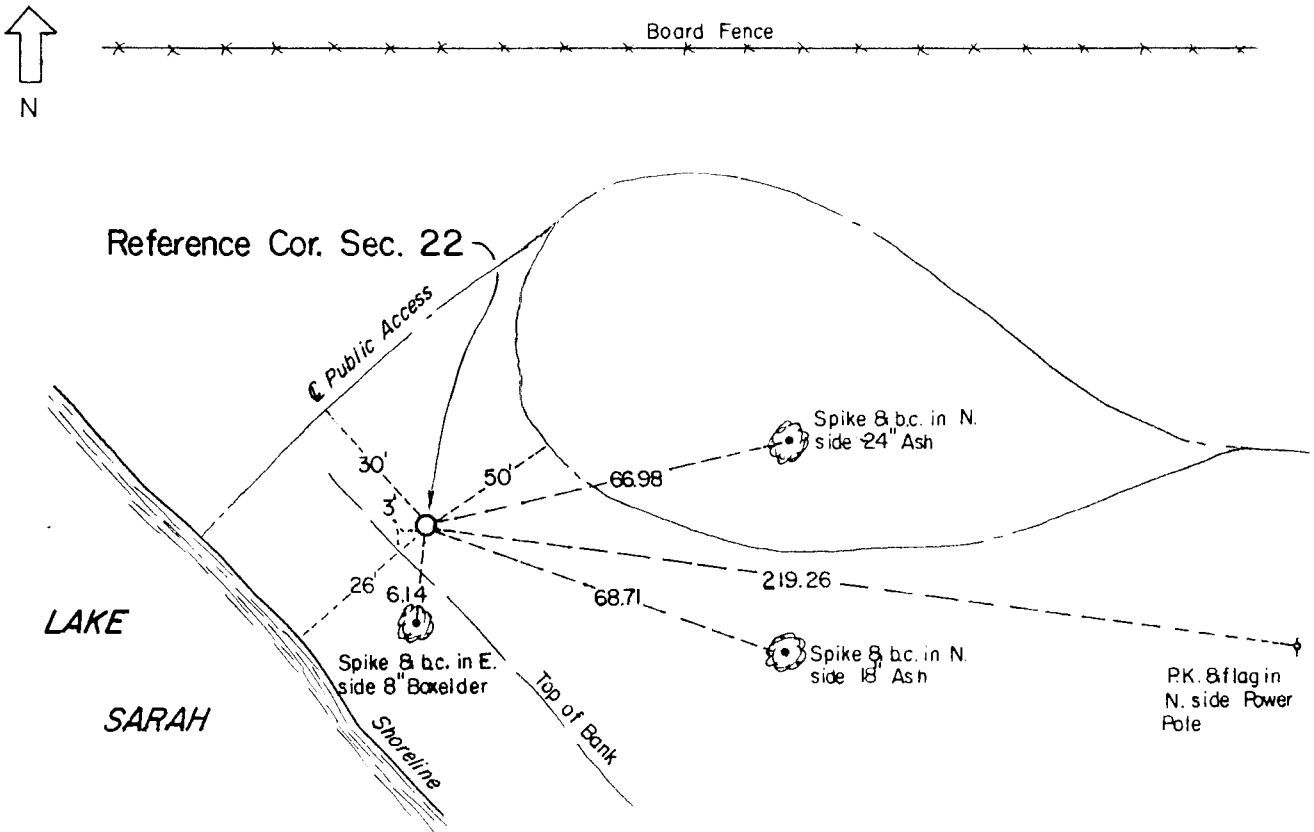 Board Fence
N
Reference Cor. Sec. 22
℄ Public Access
Spike & b.c. in N.
side 24" Ash
30'
50'
66.98
3'
26'
6.14
219.26
68.71
LAKE
SARAH
Spike & b.c. in E.
side 8" Boxelder
Spike & b.c. in N.
side 18" Ash
P.K. & flag in
N. side Power
Pole
Top of Bank
Shoreline